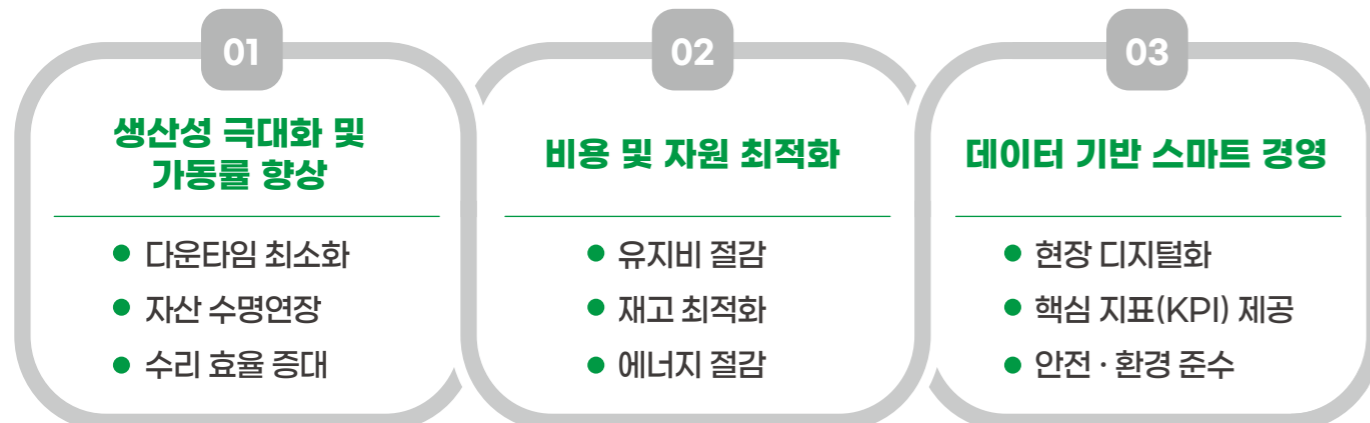 01
생산성 극대화 및
가동률 향상
다운타임 최소화
자산 수명연장
수리 효율 증대
02
비용 및 자원 최적화
유지비 절감
재고 최적화
에너지 절감
03
데이터 기반 스마트 경영
현장 디지털화
핵심 지표(KPI) 제공
안전 · 환경 준수